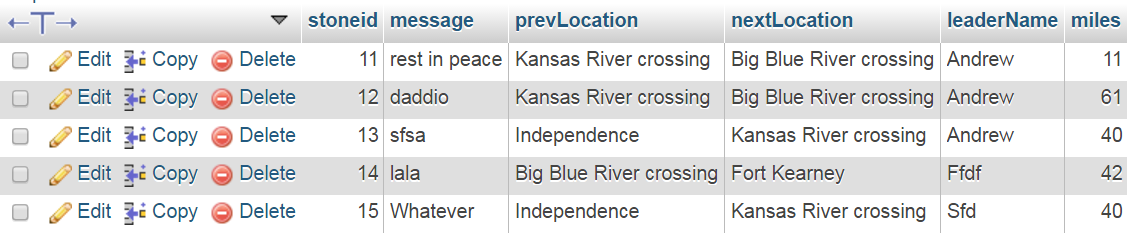 stoneid message prevLocation nextLocation leaderName miles
Edit Copy Delete 11 rest in peace Kansas River crossing Big Blue River crossing Andrew 11
Edit Copy Delete 12 daddio Kansas River crossing Big Blue River crossing Andrew 61
Edit Copy Delete 13 sfsa Independence Kansas River crossing Andrew 40
Edit Copy Delete 14 lala Big Blue River crossing Fort Kearney Ffdf 42
Edit Copy Delete 15 Whatever Independence Kansas River crossing Sfd 40